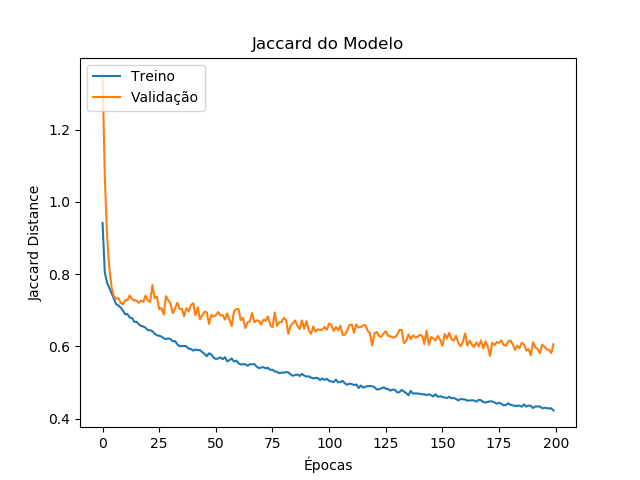 Jaccard do Modelo
Treino
Validação
1.2
1.0
0.8
0.6
0.4
Jaccard Distance
0 25 50 75 100 125 150 175 200
Épocas